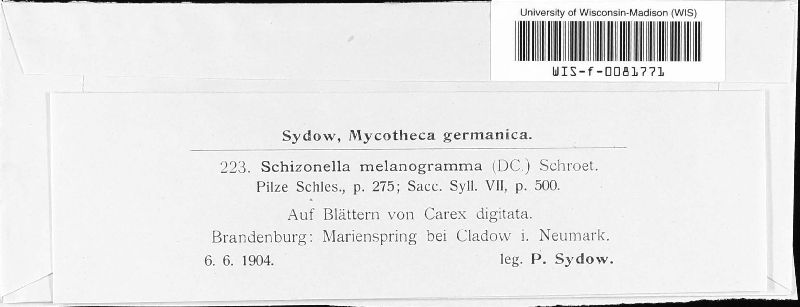 University of Wisconsin-Madison (WIS)
WIS-f-0081771
Sydow, Mycotheca germanica.
223. Schizonella melanogramma (DC.) Schroet.
Pilze Schles., p. 275; Sacc. Syll. VII, p. 500.
Auf Blättern von Carex digitata.
Brandenburg: Marienspring bei Cladow i. Neumark.
6. 6. 1904. leg. P. Sydow.